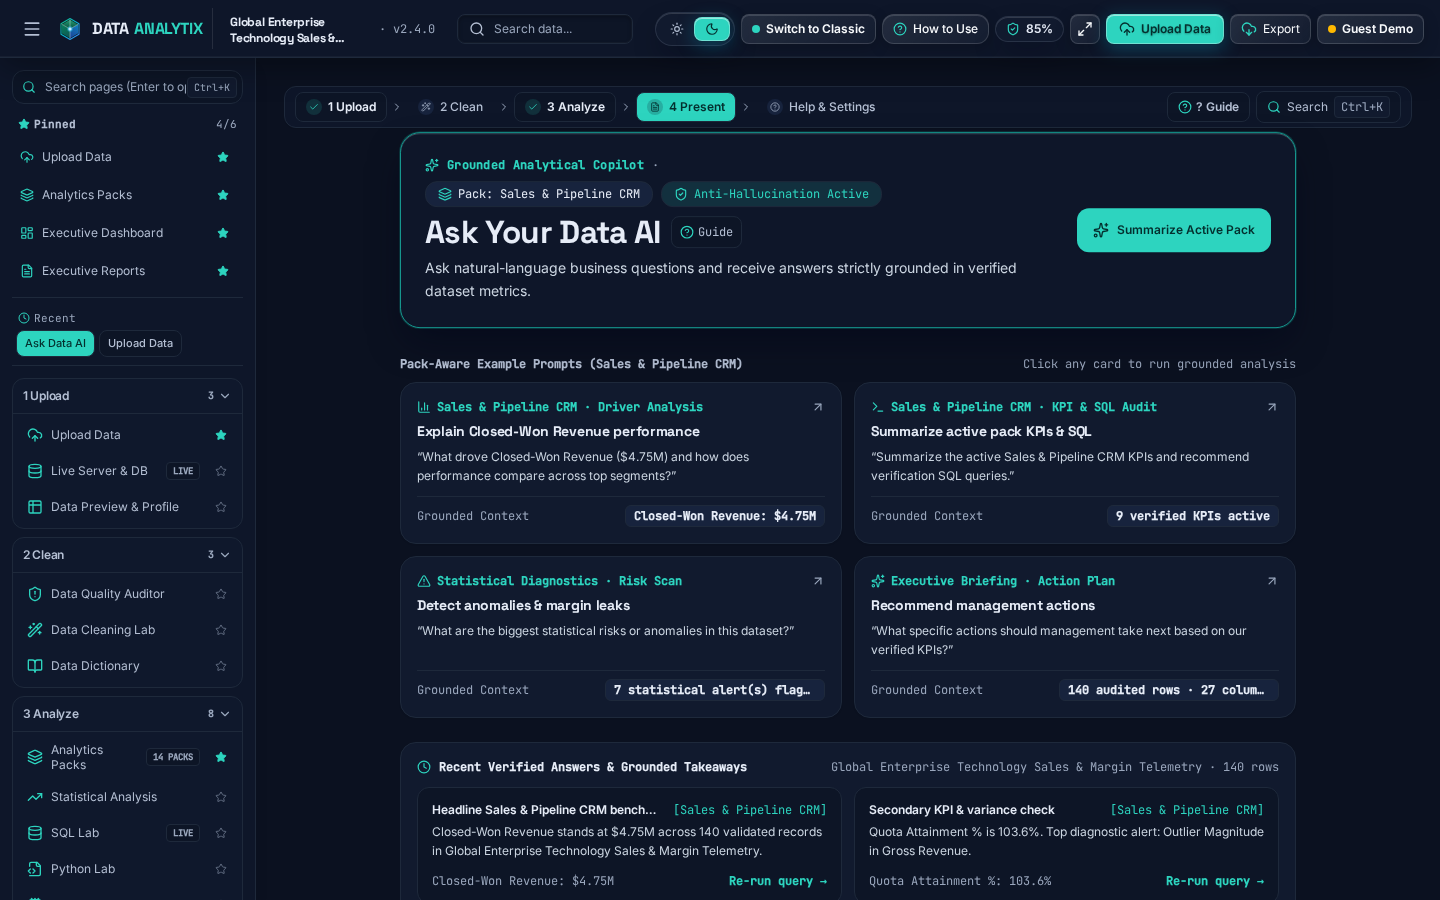 DATA ANALYTIX
Global Enterprise
Technology Sales &...
· v2.4.0
Search data...
Switch to Classic
How to Use
85%
Upload Data
Export
Guest Demo
Search pages (Enter to op
Ctrl+K
Pinned
4/6
Upload Data
Analytics Packs
Executive Dashboard
Executive Reports
Recent
Ask Data AI
Upload Data
1 Upload
3
Upload Data
Live Server & DB
LIVE
Data Preview & Profile
2 Clean
3
Data Quality Auditor
Data Cleaning Lab
Data Dictionary
3 Analyze
8
Analytics
Packs
14 PACKS
Statistical Analysis
SQL Lab
LIVE
Python Lab
1 Upload
2 Clean
3 Analyze
4 Present
Help & Settings
? Guide
Search
Ctrl+K
Grounded Analytical Copilot ·
Pack: Sales & Pipeline CRM
Anti-Hallucination Active
Ask Your Data AI
Guide
Ask natural-language business questions and receive answers strictly grounded in verified
dataset metrics.
Summarize Active Pack
Pack-Aware Example Prompts (Sales & Pipeline CRM)
Click any card to run grounded analysis
Sales & Pipeline CRM · Driver Analysis
Explain Closed-Won Revenue performance
“What drove Closed-Won Revenue ($4.75M) and how does
performance compare across top segments?”
Grounded Context
Closed-Won Revenue: $4.75M
Sales & Pipeline CRM · KPI & SQL Audit
Summarize active pack KPIs & SQL
“Summarize the active Sales & Pipeline CRM KPIs and recommend
verification SQL queries.”
Grounded Context
9 verified KPIs active
Statistical Diagnostics · Risk Scan
Detect anomalies & margin leaks
“What are the biggest statistical risks or anomalies in this dataset?”
Grounded Context
7 statistical alert(s) flag…
Executive Briefing · Action Plan
Recommend management actions
“What specific actions should management take next based on our
verified KPIs?”
Grounded Context
140 audited rows · 27 colum…
Recent Verified Answers & Grounded Takeaways
Global Enterprise Technology Sales & Margin Telemetry · 140 rows
Headline Sales & Pipeline CRM bench...
[Sales & Pipeline CRM]
Closed-Won Revenue stands at $4.75M across 140 validated records
in Global Enterprise Technology Sales & Margin Telemetry.
Closed-Won Revenue: $4.75M
Re-run query →
Secondary KPI & variance check
[Sales & Pipeline CRM]
Quota Attainment % is 103.6%. Top diagnostic alert: Outlier Magnitude
in Gross Revenue.
Quota Attainment %: 103.6%
Re-run query →